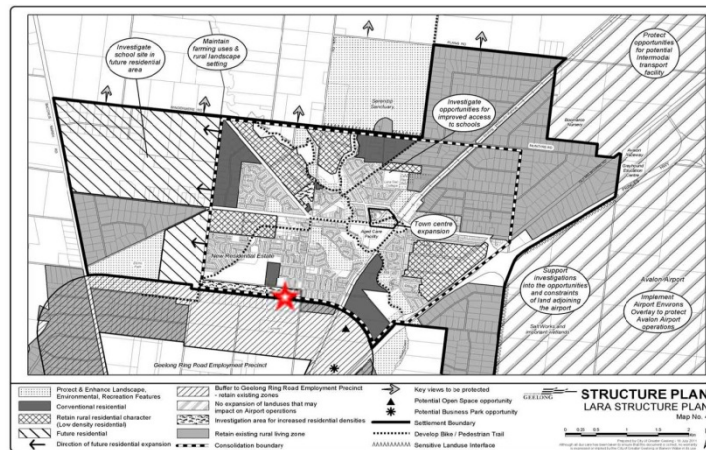 Investigate
school site in
future residential
area
Maintain
farming uses &
rural landscape
setting
Protect
opportunities
for potential
intermodal
transport
facility
Serendip
Sanctuary
Investigate
opportunities for
improved access
to schools
Town centre
expansion
Aged Care
Facility
New Residential Estate
Support
investigations
into the opportunities
and constraints
of land adjoining
the airport
Avalon Airport
Implement
Airport Environs
Overlay to protect
Avalon Airport
operations
Geelong Ring Road Employment Precinct
Protect & Enhance Landscape,
Environmental, Recreation Features
Conventional residential
Retain rural residential character
(Low density residential)
Future residential
Direction of future residential expansion
Buffer to Geelong Ring Road Employment Precinct
- retain existing zones
No expansion of landuses that may
impact on Airport operations
Investigation area for increased residential densities
Retain existing rural living zone
Consolidation boundary
Key views to be protected
Potential Open Space opportunity
Potential Business Park opportunity
Settlement Boundary
Develop Bike / Pedestrian Trail
Sensitive Landuse Interface
GEELONG
STRUCTURE PLAN
LARA STRUCTURE PLAN
Map No.